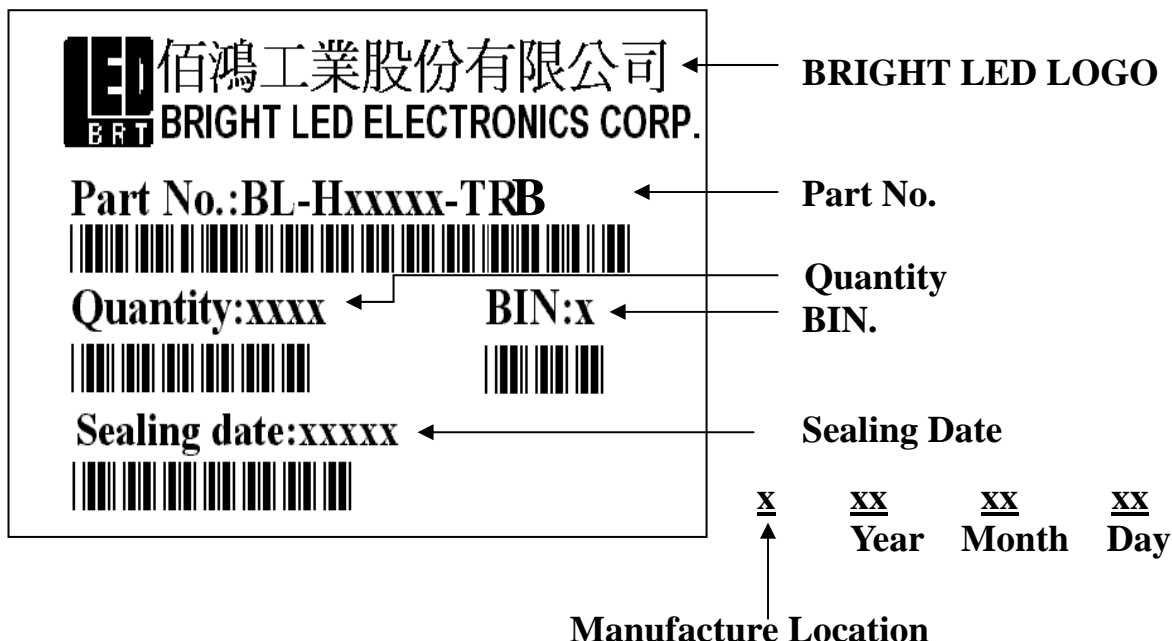 LED 佰鴻工業股份有限公司
BRT BRIGHT LED ELECTRONICS CORP.
BRIGHT LED LOGO
Part No.:BL-Hxxxxx-TRB
Part No.
Quantity:xxxx
BIN:x
Quantity
BIN.
Sealing date:xxxxx
Sealing Date
x xx xx xx
Year Month Day
Manufacture Location